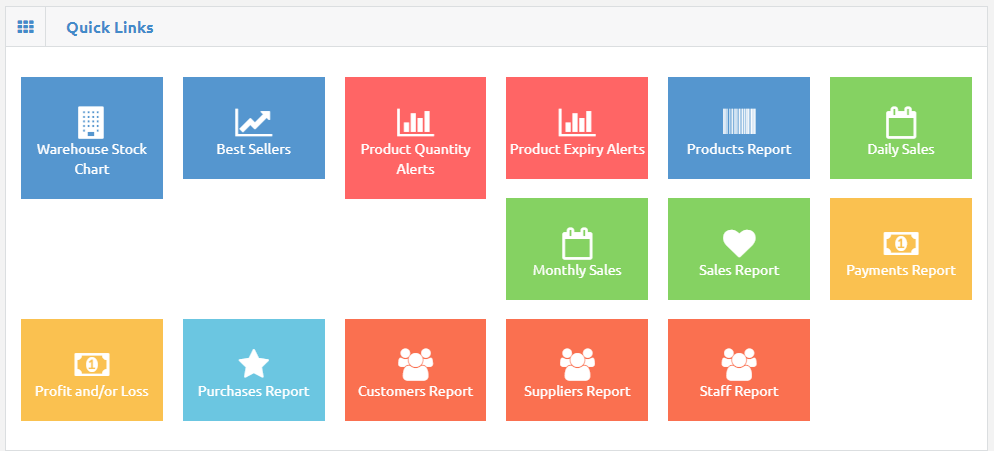 Quick Links
Warehouse Stock
Chart
Best Sellers
Product Quantity
Alerts
Product Expiry Alerts
Products Report
Daily Sales
Monthly Sales
Sales Report
Payments Report
Profit and/or Loss
Purchases Report
Customers Report
Suppliers Report
Staff Report